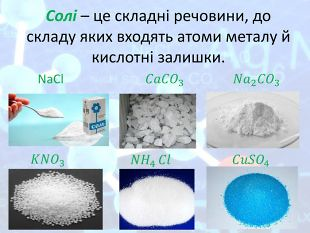 Солі – це складні речовини, до
складу яких входять атоми металу й
кислотні залишки.
NaCl CaCO₃ Na₂CO₃
KNO₃ NH₄ Cl CuSO₄